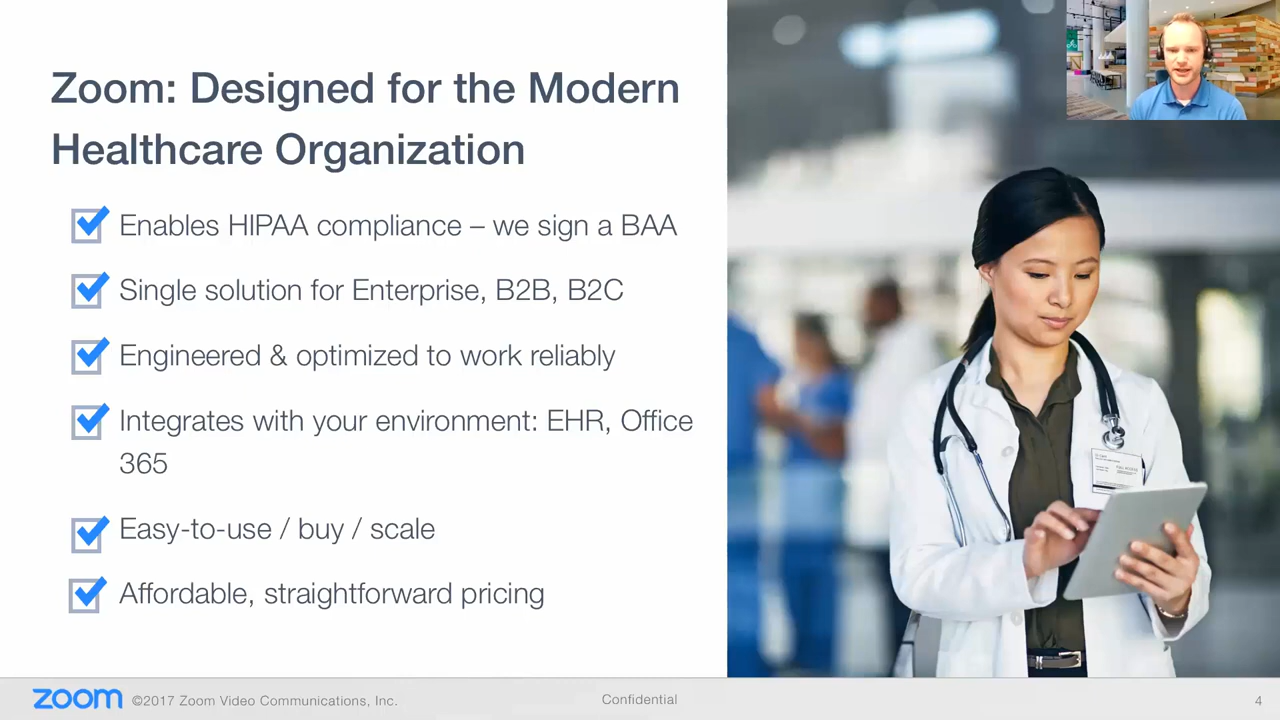 Zoom: Designed for the Modern
Healthcare Organization
Enables HIPAA compliance – we sign a BAA
Single solution for Enterprise, B2B, B2C
Engineered & optimized to work reliably
Integrates with your environment: EHR, Office
365
Easy-to-use / buy / scale
Affordable, straightforward pricing
zoom ©2017 Zoom Video Communications, Inc. Confidential 4